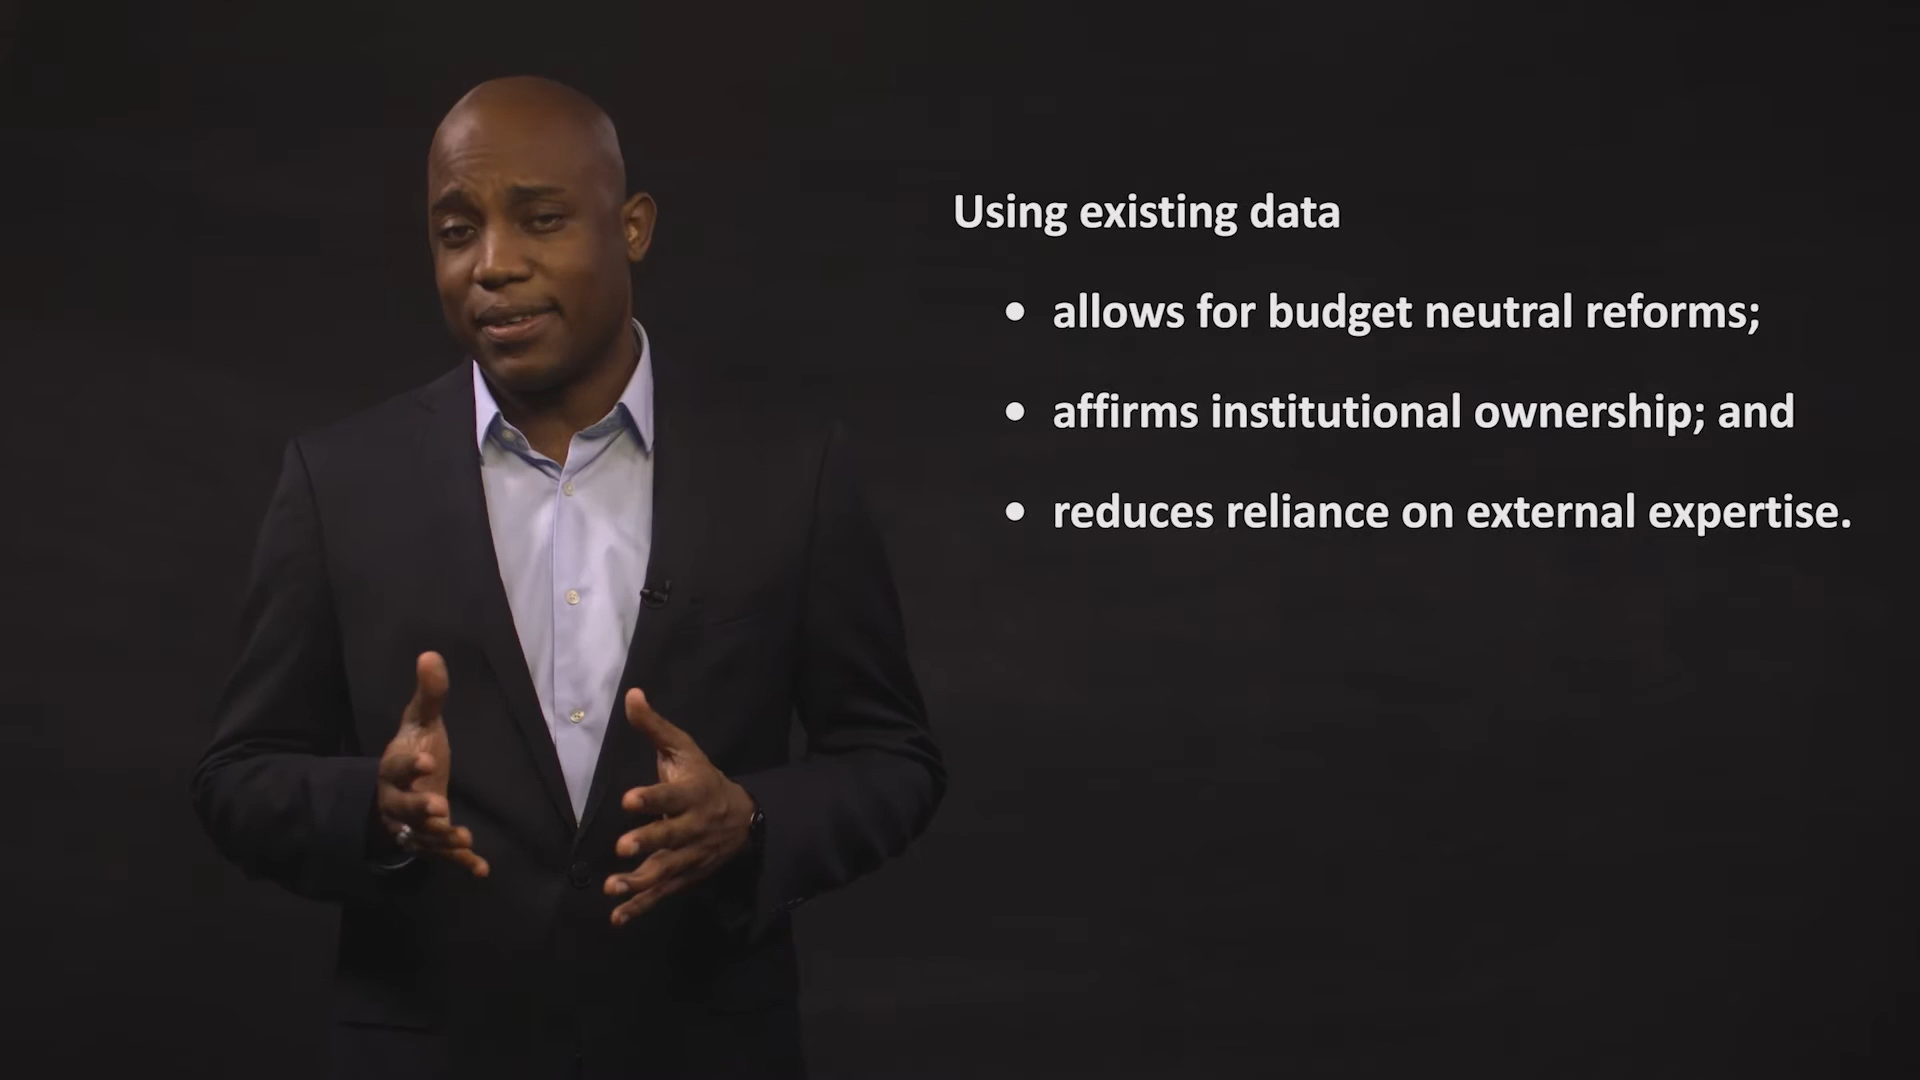 Using existing data
• allows for budget neutral reforms;
• affirms institutional ownership; and
• reduces reliance on external expertise.